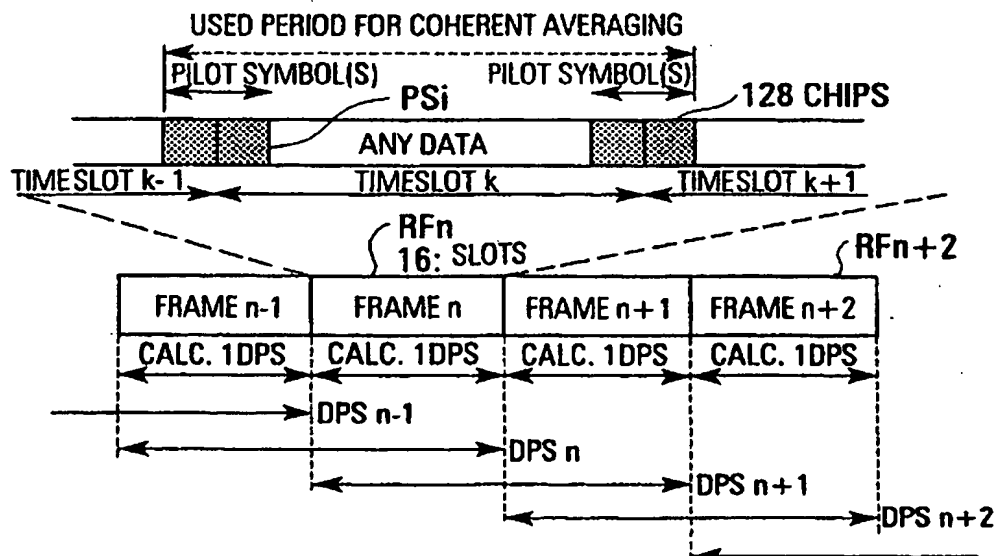 USED PERIOD FOR COHERENT AVERAGING
PILOT SYMBOL(S) PILOT SYMBOL(S)
PSi 128 CHIPS
ANY DATA
TIMESLOT k-1 TIMESLOT k TIMESLOT k+1
RFn
16: SLOTS RFn+2
FRAME n-1 FRAME n FRAME n+1 FRAME n+2
CALC. 1DPS CALC. 1DPS CALC. 1DPS CALC. 1DPS
DPS n-1
DPS n
DPS n+1
DPS n+2